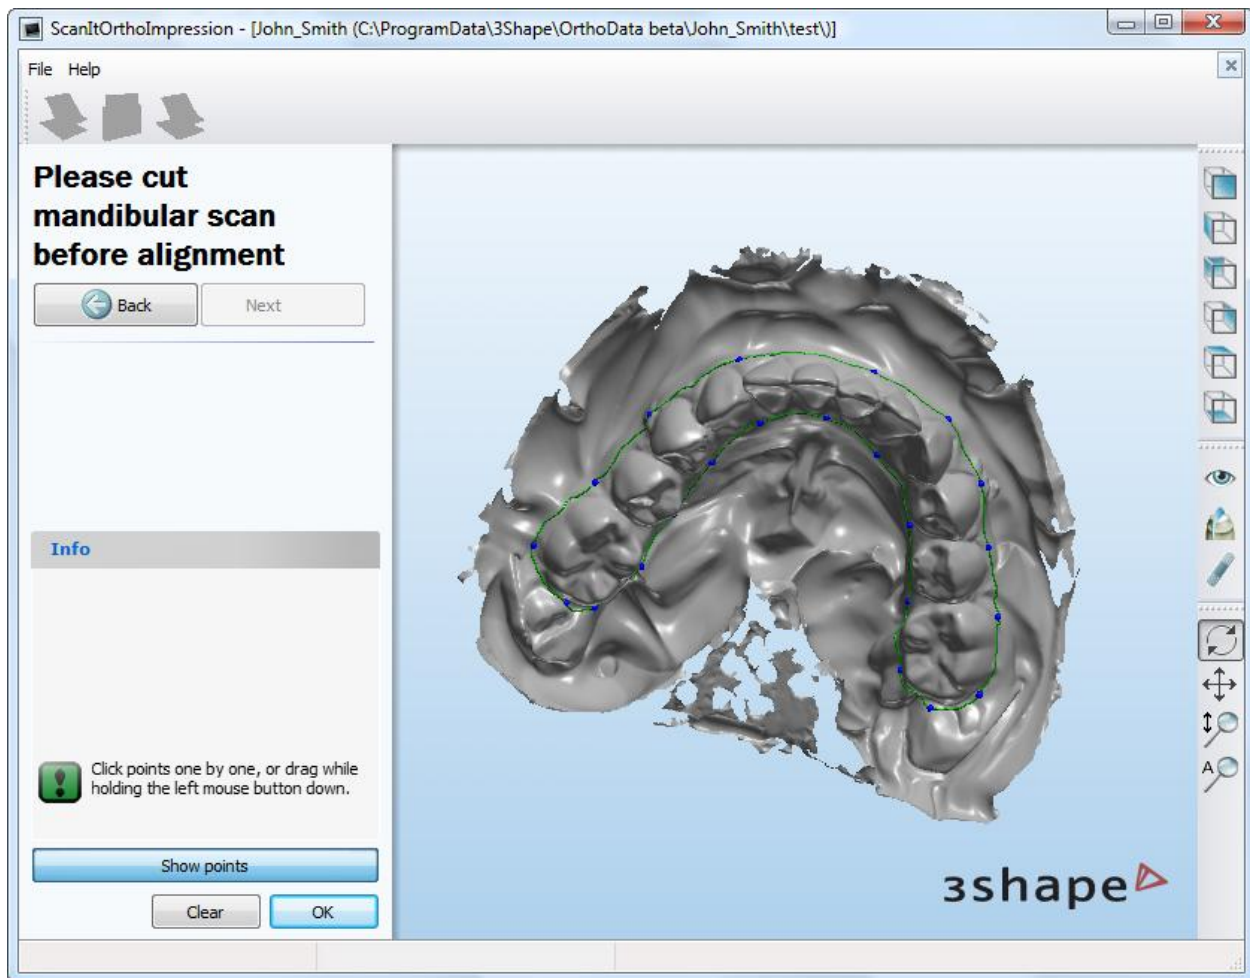 ScanItOrthoImpression - [John_Smith (C:\ProgramData\3Shape\OrthoData beta\John_Smith\test\)]
File Help
Please cut
mandibular scan
before alignment
Back
Next
Info
Click points one by one, or drag while
holding the left mouse button down.
Show points
Clear
OK
A
3shape